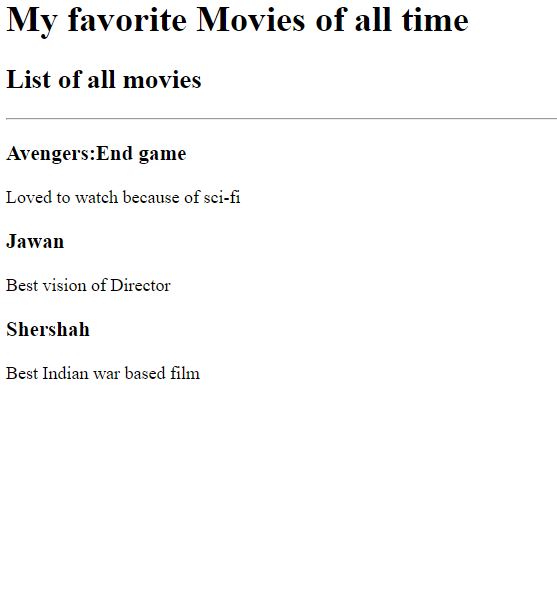 My favorite Movies of all time
List of all movies
Avengers:End game
Loved to watch because of sci-fi
Jawan
Best vision of Director
Shershah
Best Indian war based film